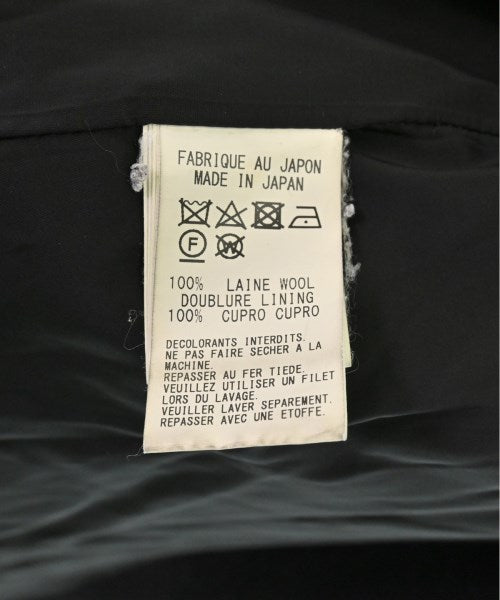 FABRIQUE AU JAPON
MADE IN JAPAN
F W
100% LAINE WOOL
DOUBLURE LINING
100% CUPRO CUPRO
DECOLORANTS INTERDITS.
NE PAS FAIRE SECHER A LA
MACHINE.
REPASSER AU FER TIEDE.
VEUILLEZ UTILISER UN FILET
LORS DU LAVAGE.
VEUILLER LAVER SEPAREMENT.
REPASSER AVEC UNE ETOFFE.